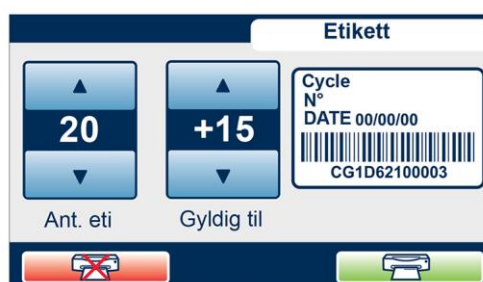 Etikett
20
+15
Cycle
N°
DATE 00/00/00
CG1D62100003
Ant. eti
Gyldig til